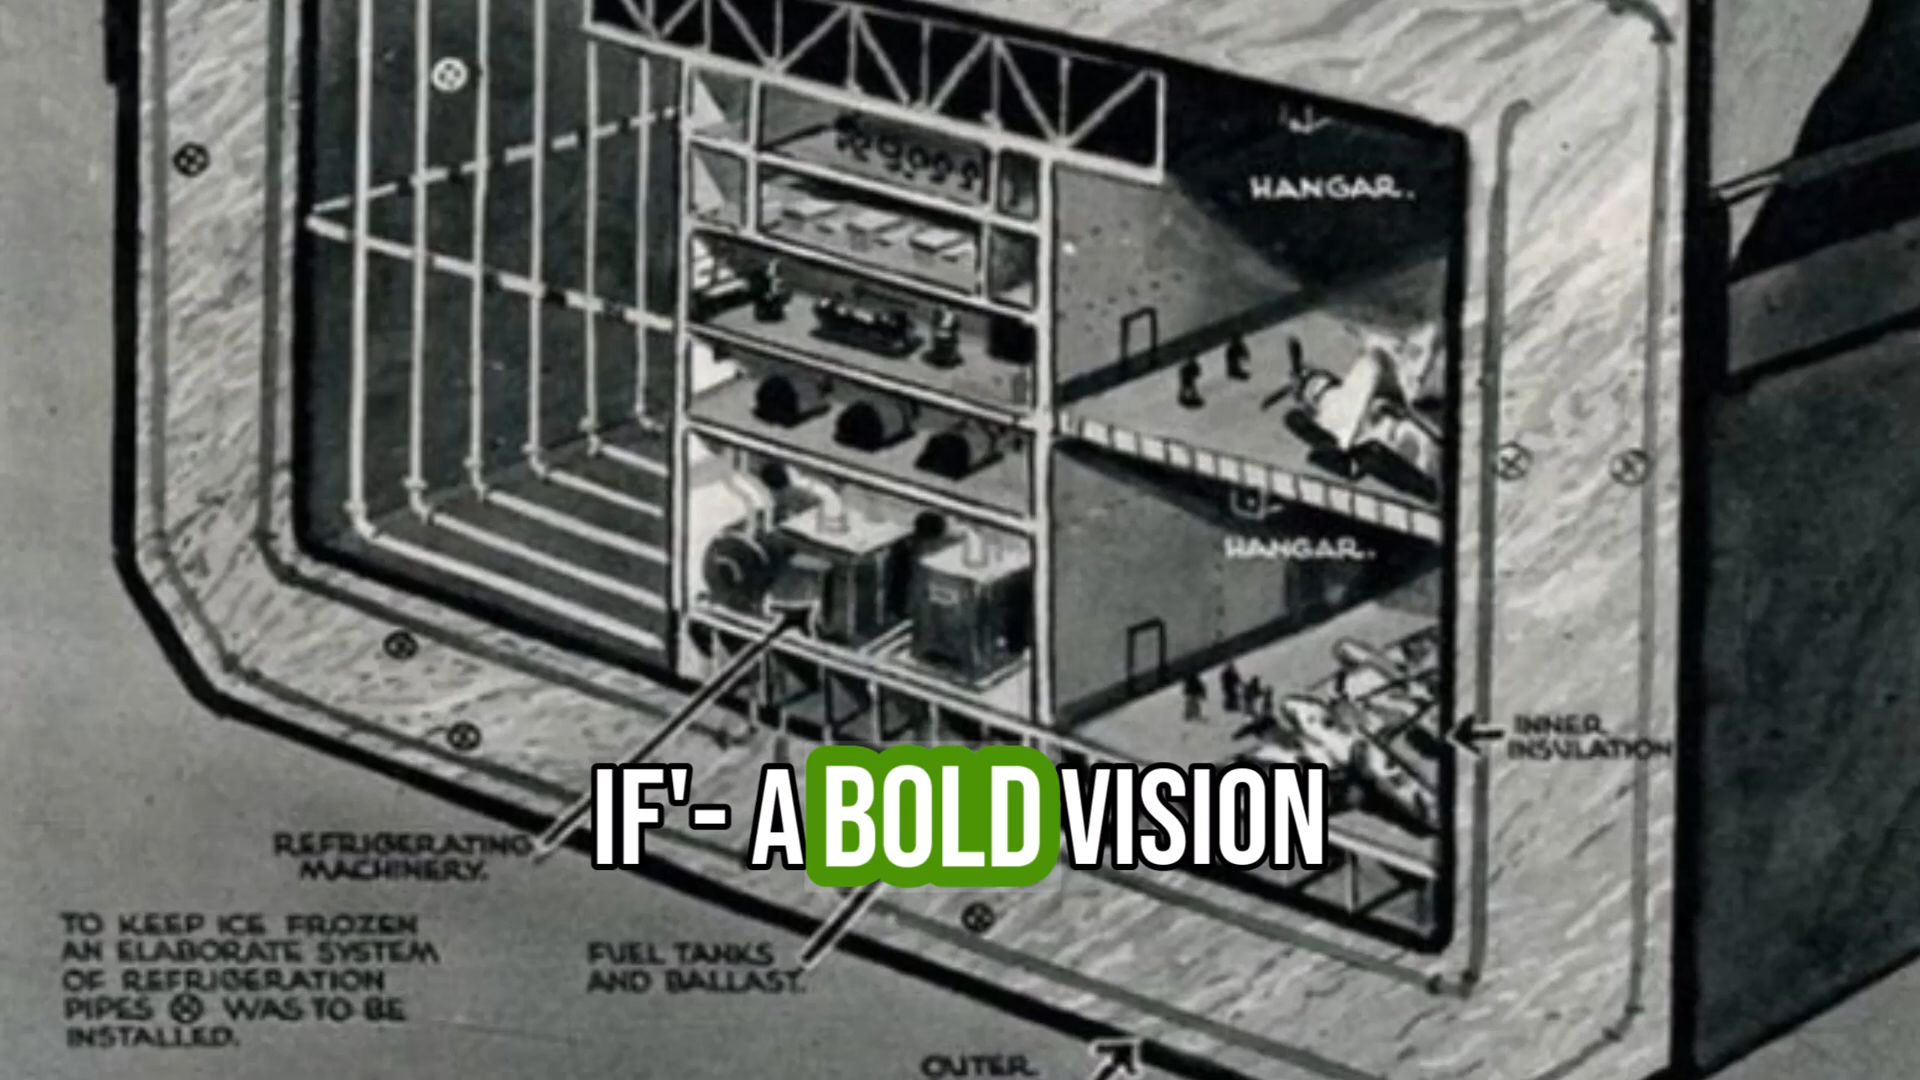 HANGAR.
HANGAR.
INNER
INSULATION
IF'- A BOLD VISION
REFRIGERATING
MACHINERY.
TO KEEP ICE FROZEN
AN ELABORATE SYSTEM
OF REFRIGERATION
PIPES ⊗ WAS TO BE
INSTALLED.
FUEL TANKS
AND BALLAST.
OUTER